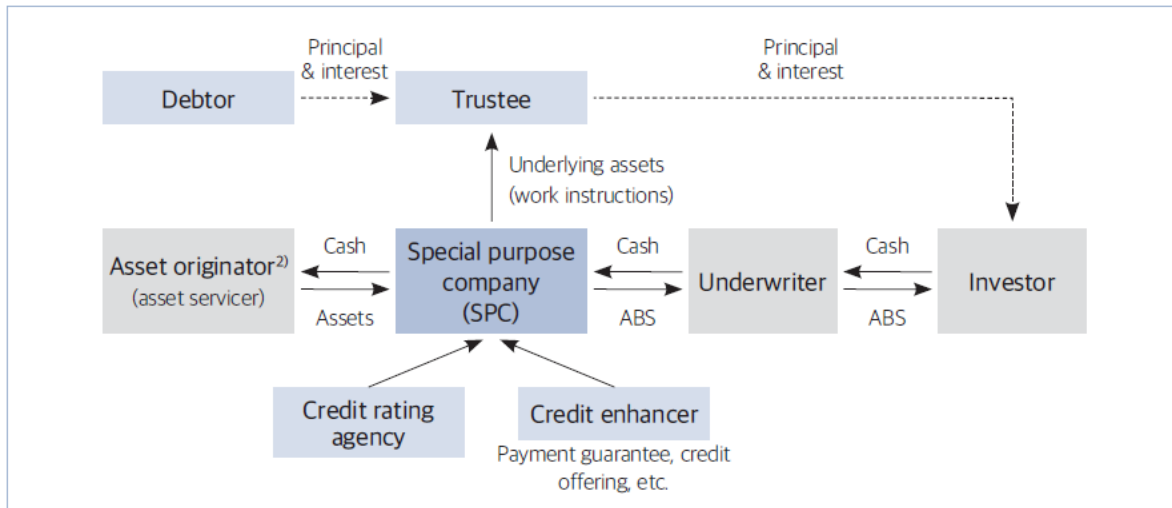 Principal
& interest
Principal
& interest
Debtor
Trustee
Underlying assets
(work instructions)
Asset originator²⁾
(asset servicer)
Cash
Assets
Special purpose
company
(SPC)
Cash
ABS
Underwriter
Cash
ABS
Investor
Credit rating
agency
Credit enhancer
Payment guarantee, credit
offering, etc.